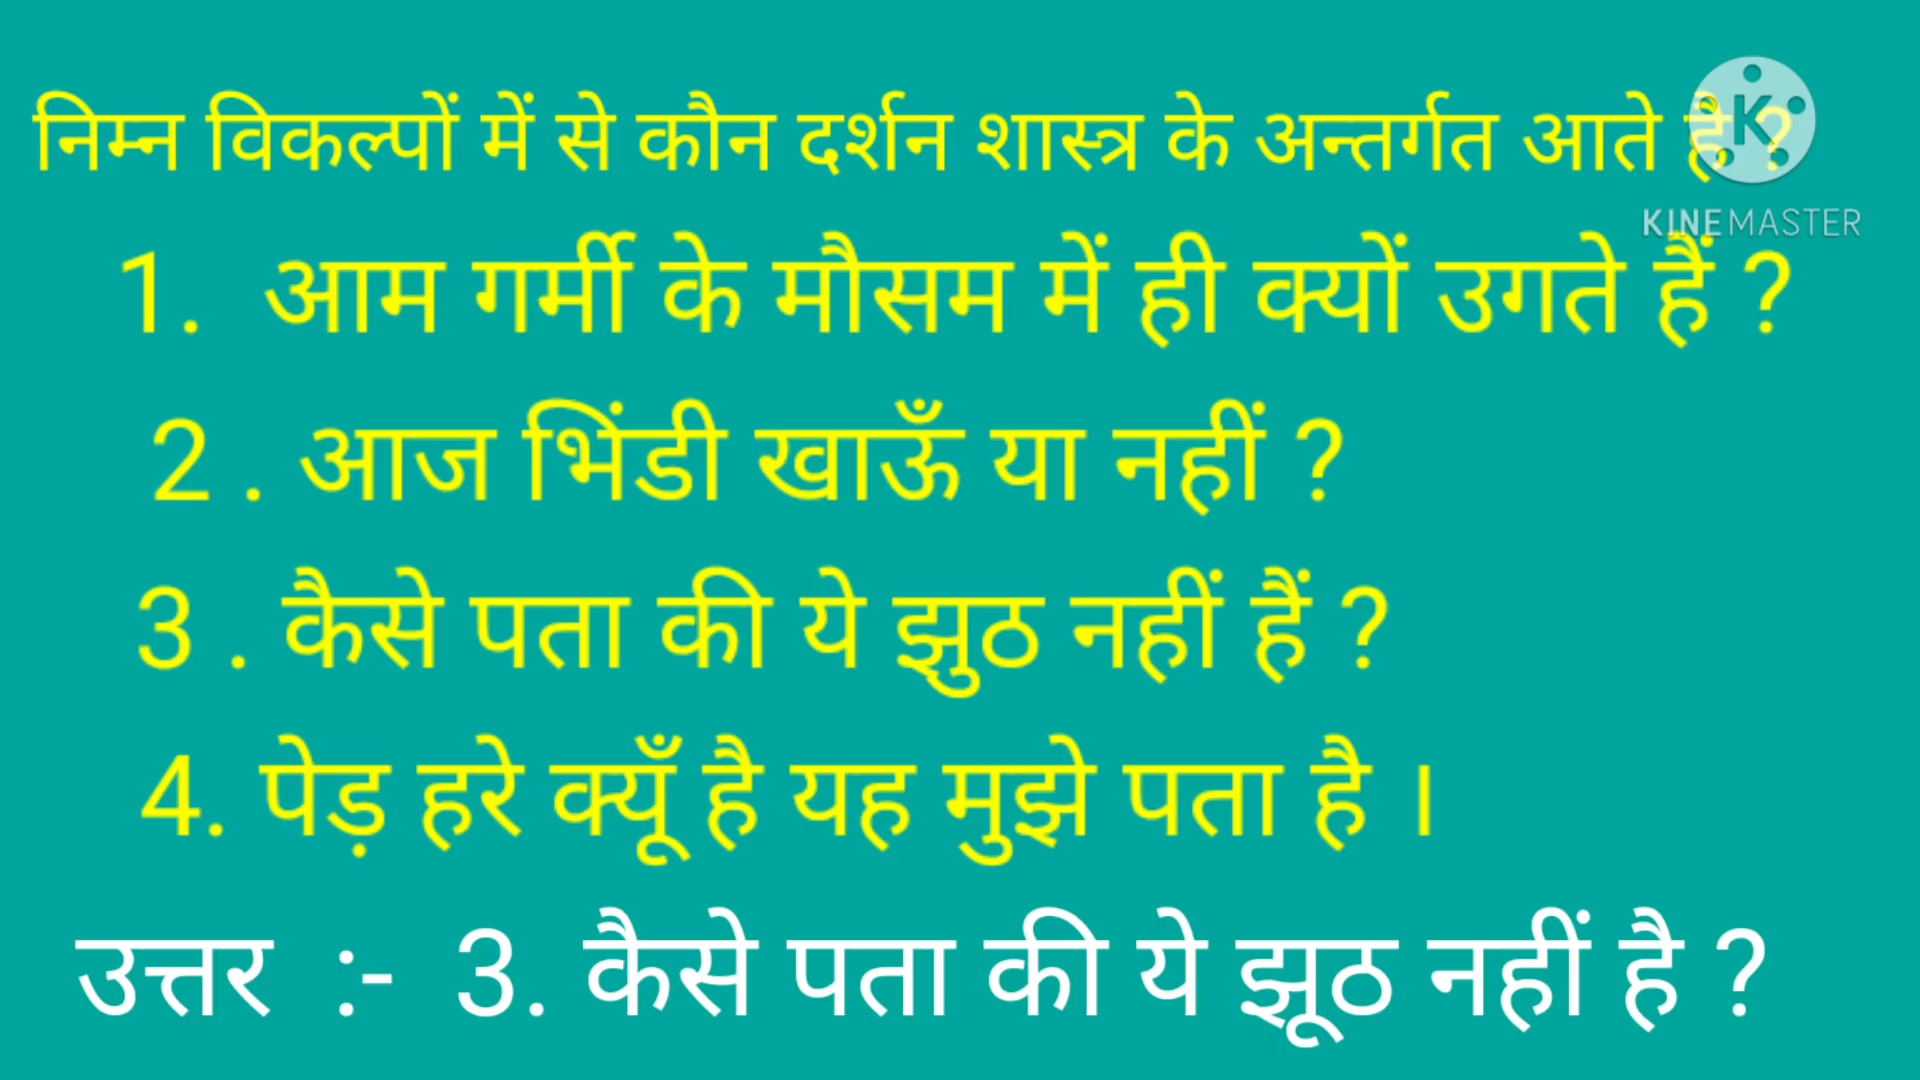 निम्न विकल्पों में से कौन दर्शन शास्त्र के अन्तर्गत आते है ?
KINEMASTER
1. आम गर्मी के मौसम में ही क्यों उगते हैं ?
2 . आज भिंडी खाऊँ या नहीं ?
3 . कैसे पता की ये झुठ नहीं हैं ?
4. पेड़ हरे क्यूँ है यह मुझे पता है ।
उत्तर :- 3. कैसे पता की ये झूठ नहीं है ?